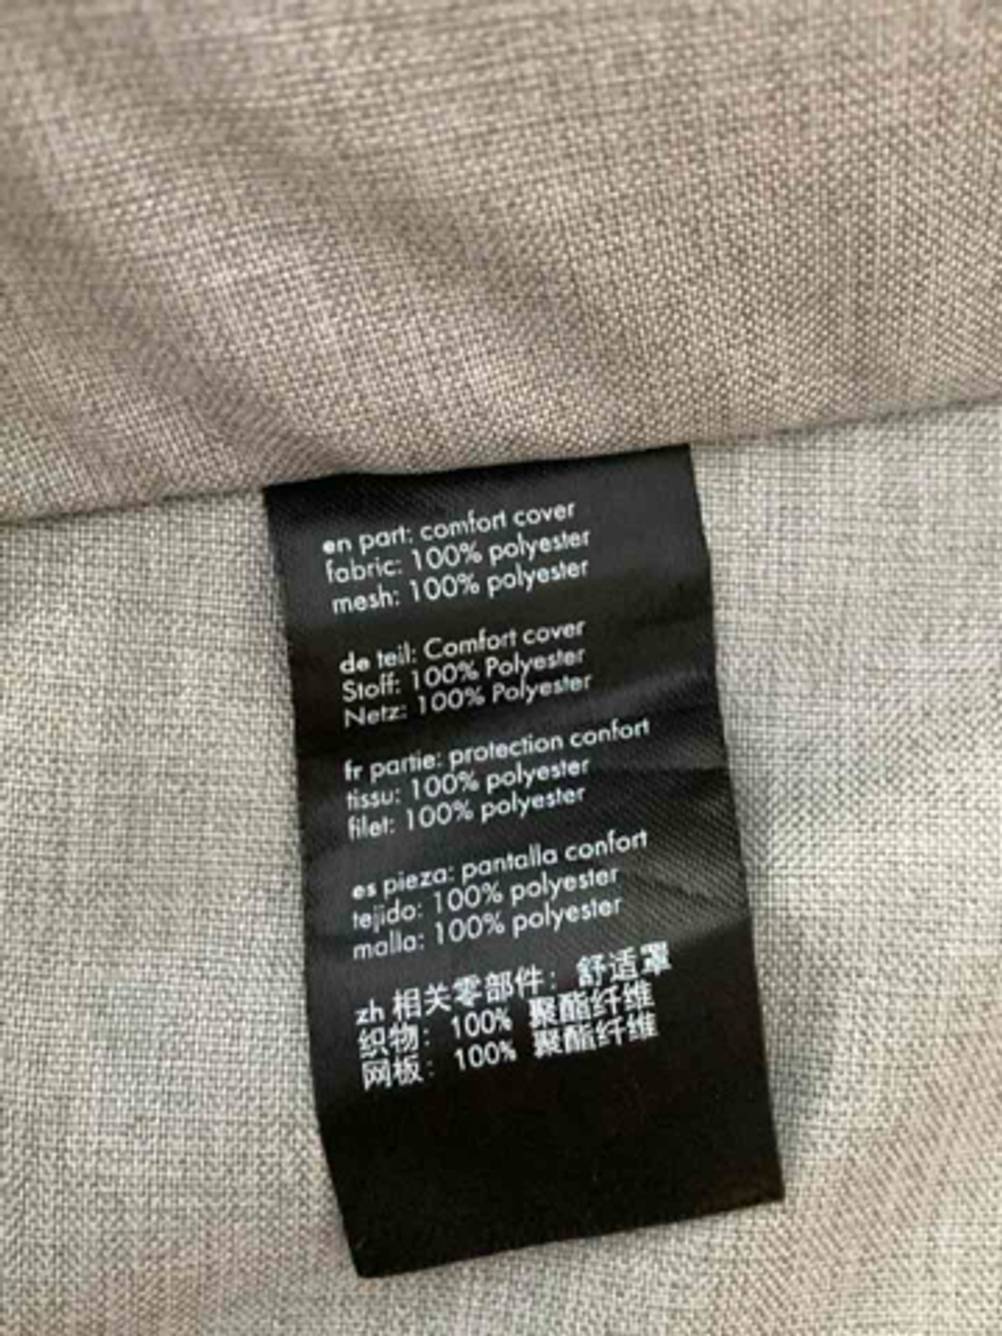 en part: comfort cover
fabric: 100% polyester
mesh: 100% polyester
de teil: Comfort cover
Stoff: 100% Polyester
Netz: 100% Polyester
fr partie: protection confort
tissu: 100% polyester
filet: 100% polyester
es pieza: pantalla confort
tejido: 100% polyester
malla: 100% polyester
zh 相关零部件: 舒适罩
织物: 100% 聚酯纤维
网板: 100% 聚酯纤维